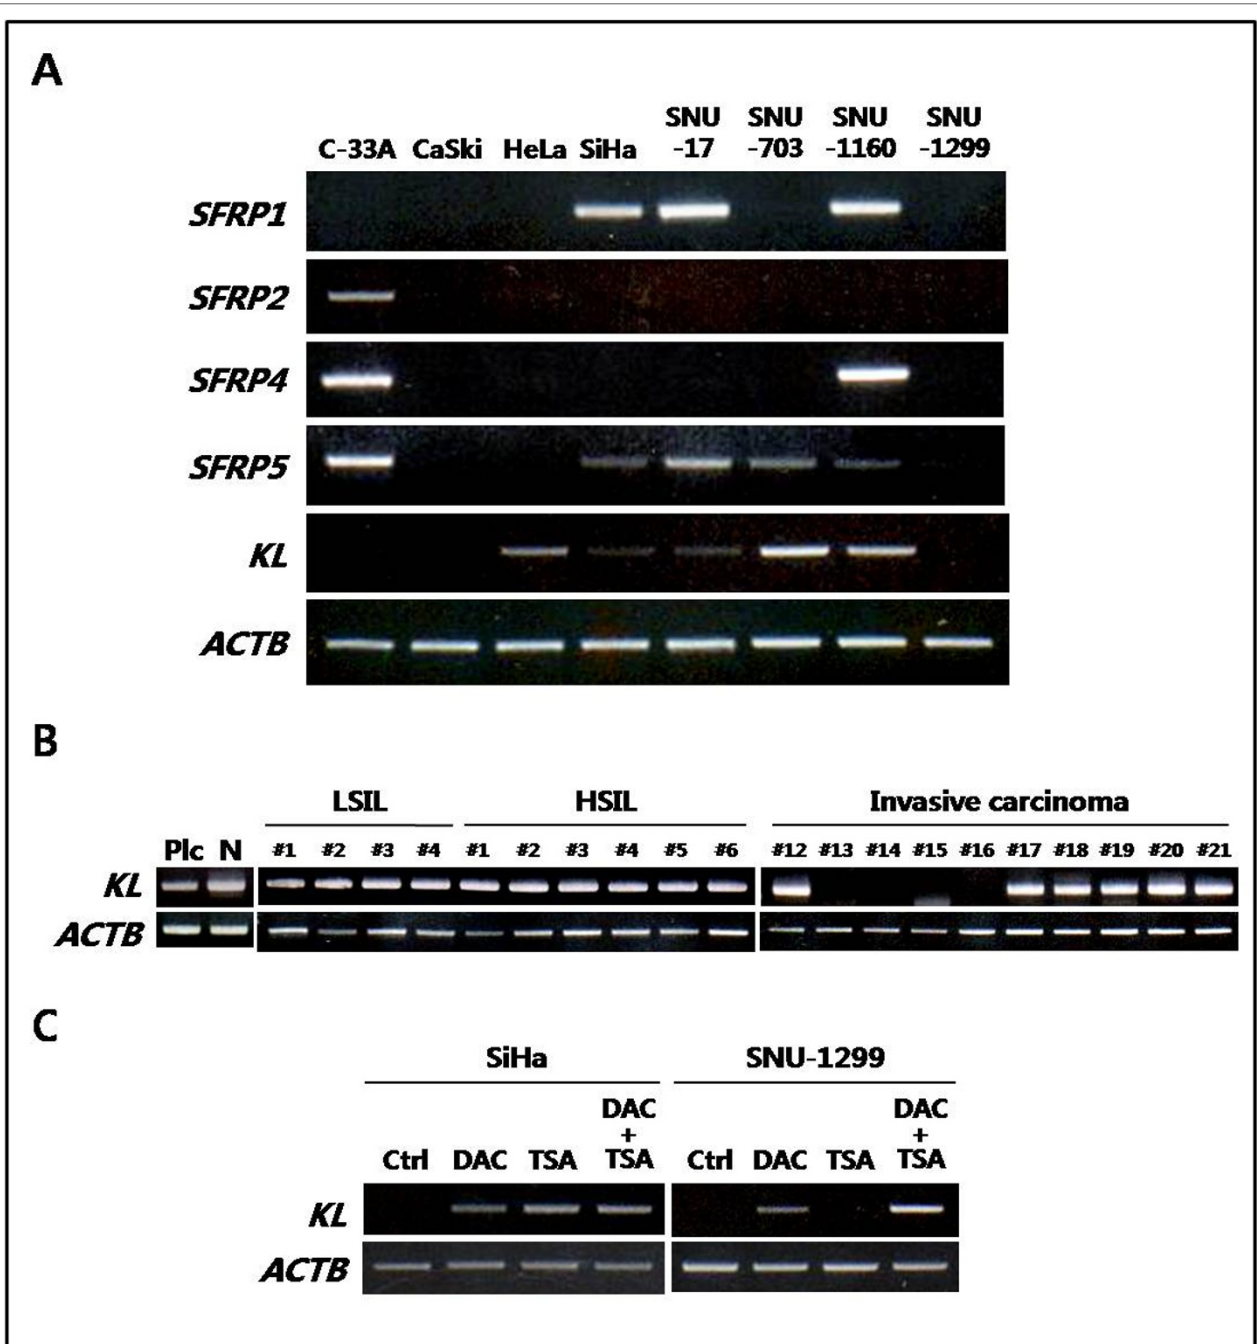 A
SNU SNU SNU SNU
C-33A CaSki HeLa SiHa -17 -703 -1160 -1299
SFRP1
SFRP2
SFRP4
SFRP5
KL
ACTB
B
LSIL HSIL Invasive carcinoma
Plc N #1 #2 #3 #4 #1 #2 #3 #4 #5 #6 #12 #13 #14 #15 #16 #17 #18 #19 #20 #21
KL
ACTB
C
SiHa SNU-1299
DAC DAC
+ +
Ctrl DAC TSA TSA Ctrl DAC TSA TSA
KL
ACTB